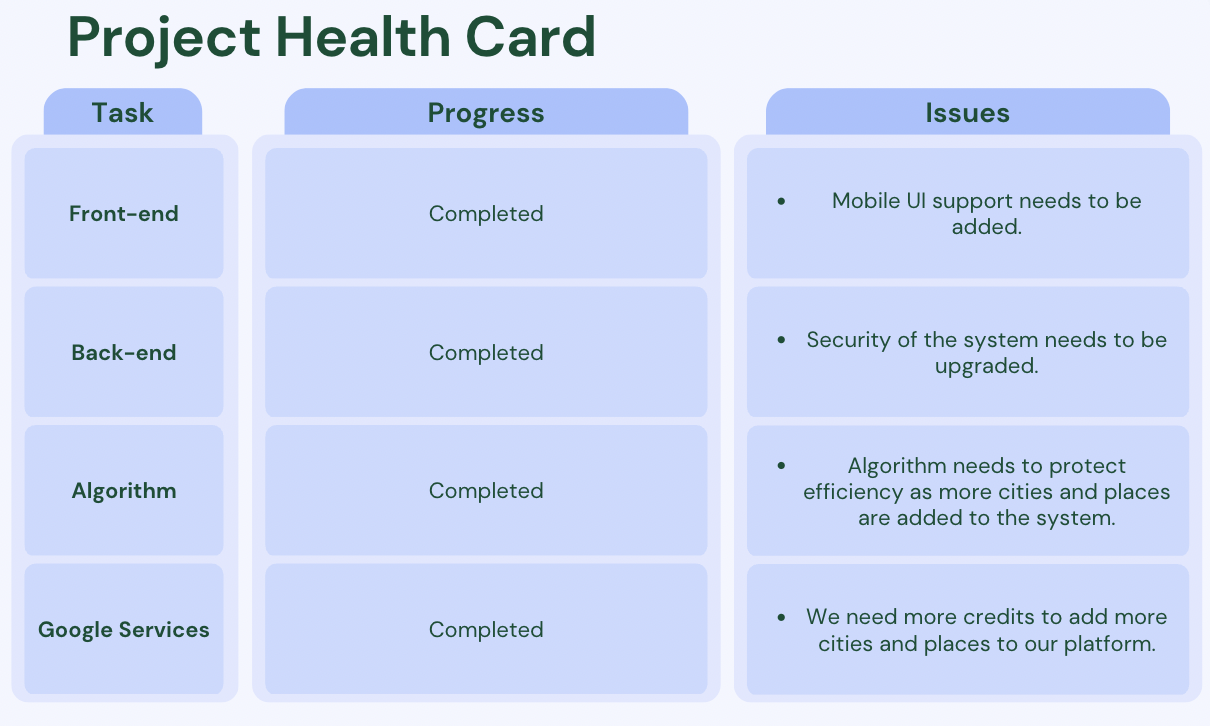 Project Health Card
Task
Progress
Issues
Front-end
Completed
• Mobile UI support needs to be
added.
Back-end
Completed
• Security of the system needs to be
upgraded.
Algorithm
Completed
• Algorithm needs to protect
efficiency as more cities and places
are added to the system.
Google Services
Completed
• We need more credits to add more
cities and places to our platform.